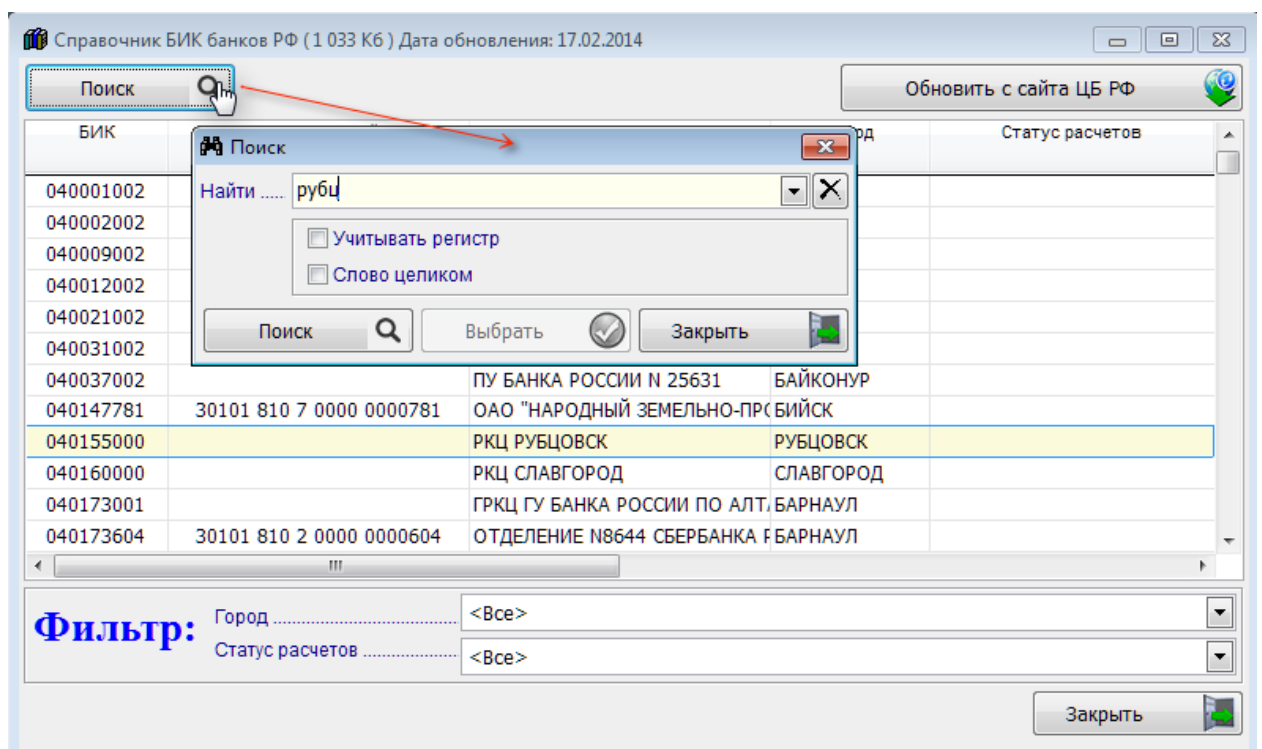 Справочник БИК банков РФ ( 1 033 Кб ) Дата обновления: 17.02.2014
Поиск
Обновить с сайта ЦБ РФ
БИК Статус расчетов
Поиск
Найти ..... рубц
Учитывать регистр
Слово целиком
Поиск Выбрать Закрыть
040001002
040002002
040009002
040012002
040021002
040031002
040037002 ПУ БАНКА РОССИИ N 25631 БАЙКОНУР
040147781 30101 810 7 0000 0000781 ОАО "НАРОДНЫЙ ЗЕМЕЛЬНО-ПРО БИЙСК
040155000 РКЦ РУБЦОВСК РУБЦОВСК
040160000 РКЦ СЛАВГОРОД СЛАВГОРОД
040173001 ГРКЦ ГУ БАНКА РОССИИ ПО АЛТА БАРНАУЛ
040173604 30101 810 2 0000 0000604 ОТДЕЛЕНИЕ N8644 СБЕРБАНКА Р БАРНАУЛ
Фильтр:
Город <Все>
Статус расчетов <Все>
Закрыть